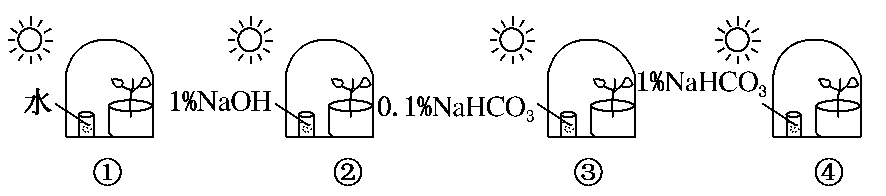 水 1%NaOH 0.1%NaHCO₃ 1%NaHCO₃
① ② ③ ④